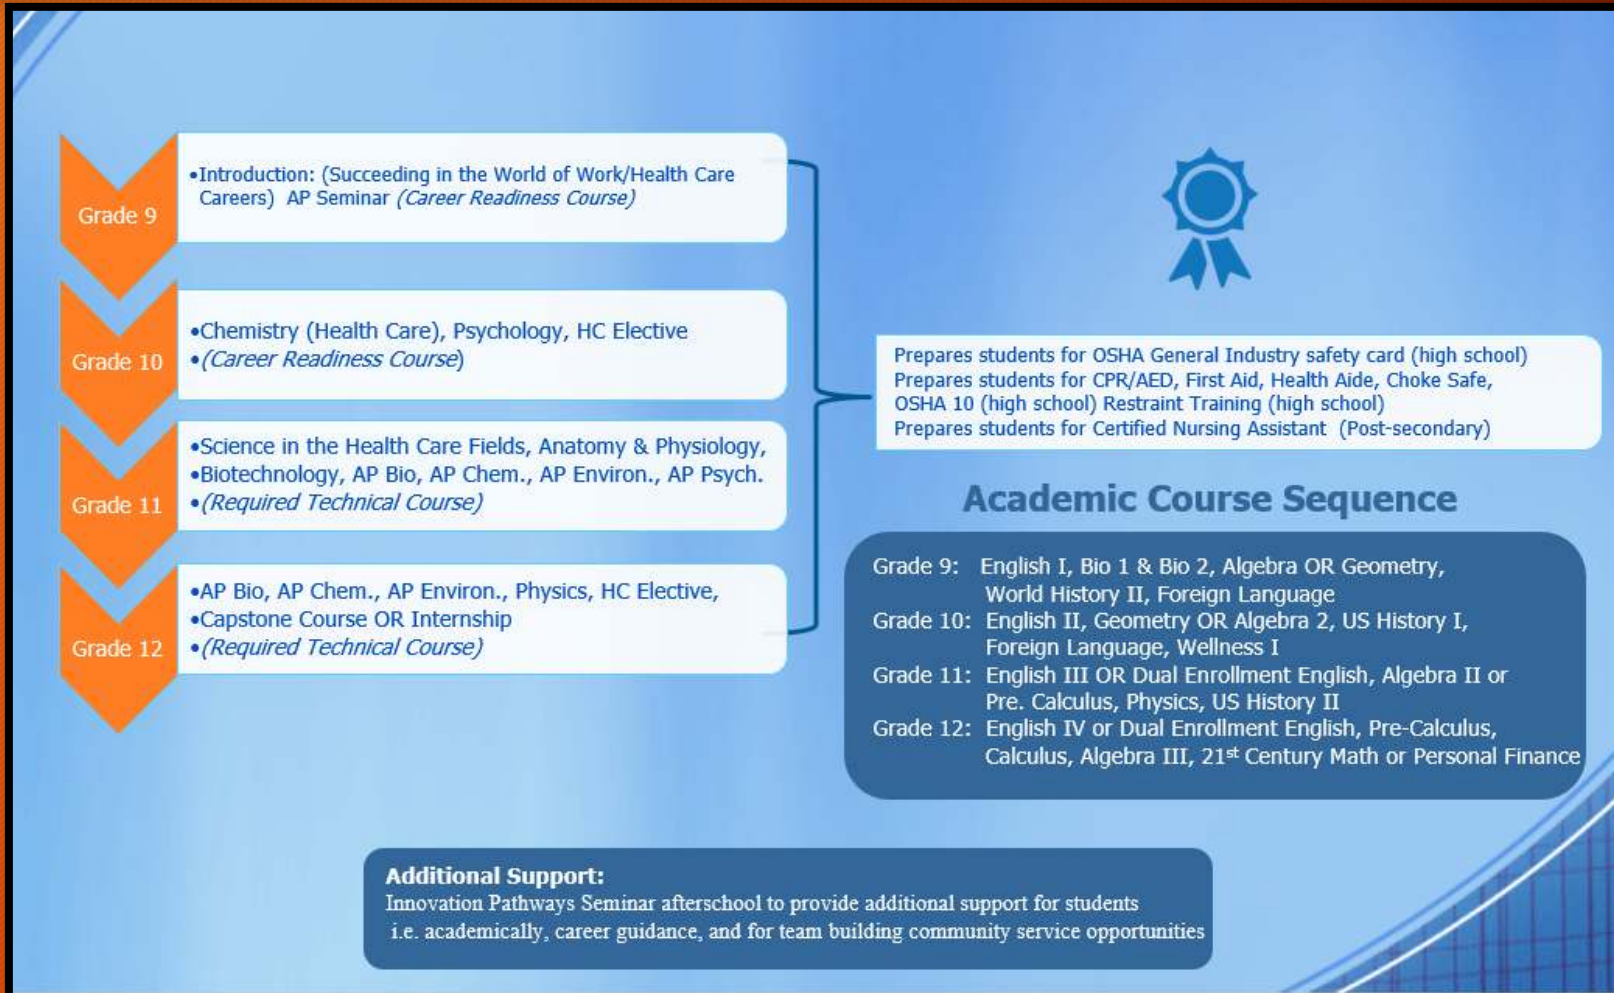 Grade 9
•Introduction: (Succeeding in the World of Work/Health Care
Careers) AP Seminar (Career Readiness Course)
Grade 10
•Chemistry (Health Care), Psychology, HC Elective
•(Career Readiness Course)
Grade 11
•Science in the Health Care Fields, Anatomy & Physiology,
•Biotechnology, AP Bio, AP Chem., AP Environ., AP Psych.
•(Required Technical Course)
Grade 12
•AP Bio, AP Chem., AP Environ., Physics, HC Elective,
•Capstone Course OR Internship
•(Required Technical Course)
Prepares students for OSHA General Industry safety card (high school)
Prepares students for CPR/AED, First Aid, Health Aide, Choke Safe,
OSHA 10 (high school) Restraint Training (high school)
Prepares students for Certified Nursing Assistant (Post-secondary)
Academic Course Sequence
Grade 9: English I, Bio 1 & Bio 2, Algebra OR Geometry,
World History II, Foreign Language
Grade 10: English II, Geometry OR Algebra 2, US History I,
Foreign Language, Wellness I
Grade 11: English III OR Dual Enrollment English, Algebra II or
Pre. Calculus, Physics, US History II
Grade 12: English IV or Dual Enrollment English, Pre-Calculus,
Calculus, Algebra III, 21st Century Math or Personal Finance
Additional Support:
Innovation Pathways Seminar afterschool to provide additional support for students
i.e. academically, career guidance, and for team building community service opportunities